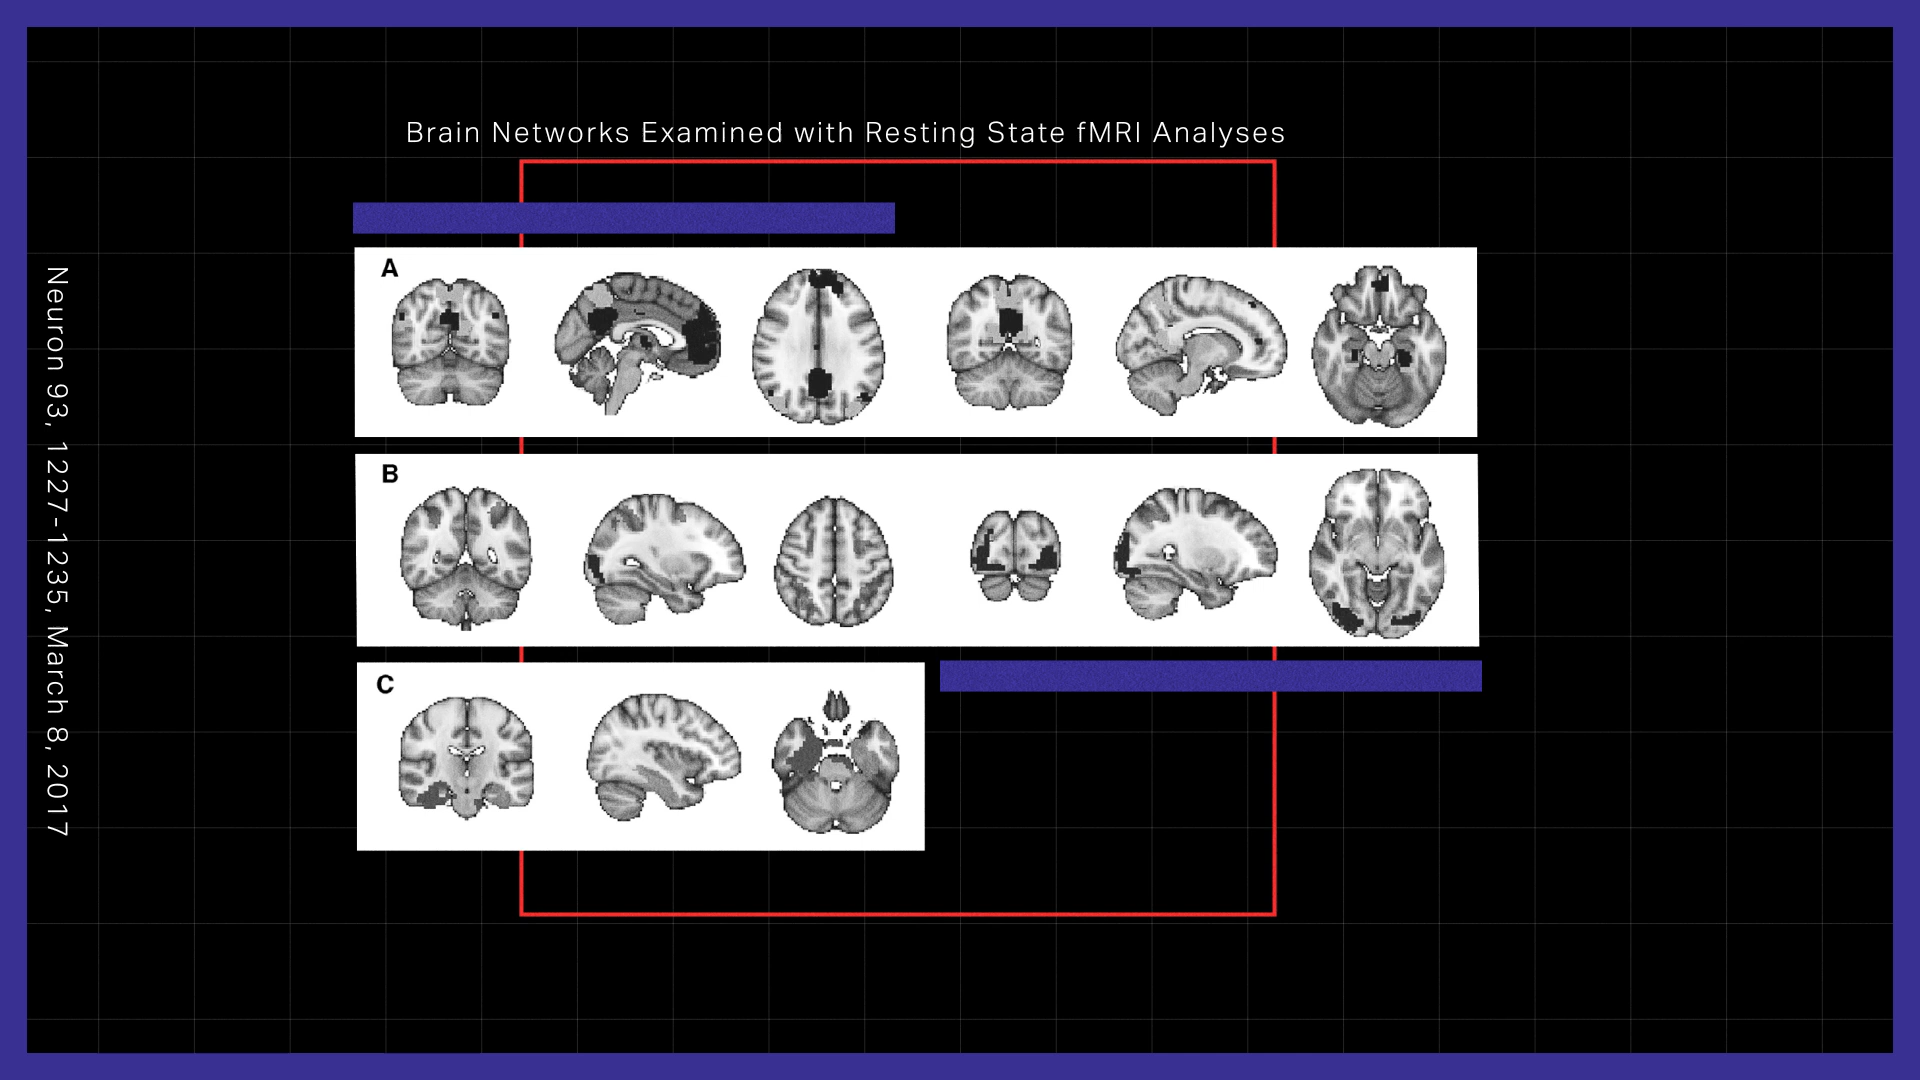 Brain Networks Examined with Resting State fMRI Analyses
A
B
C
Neuron 93, 1227-1235, March 8, 2017